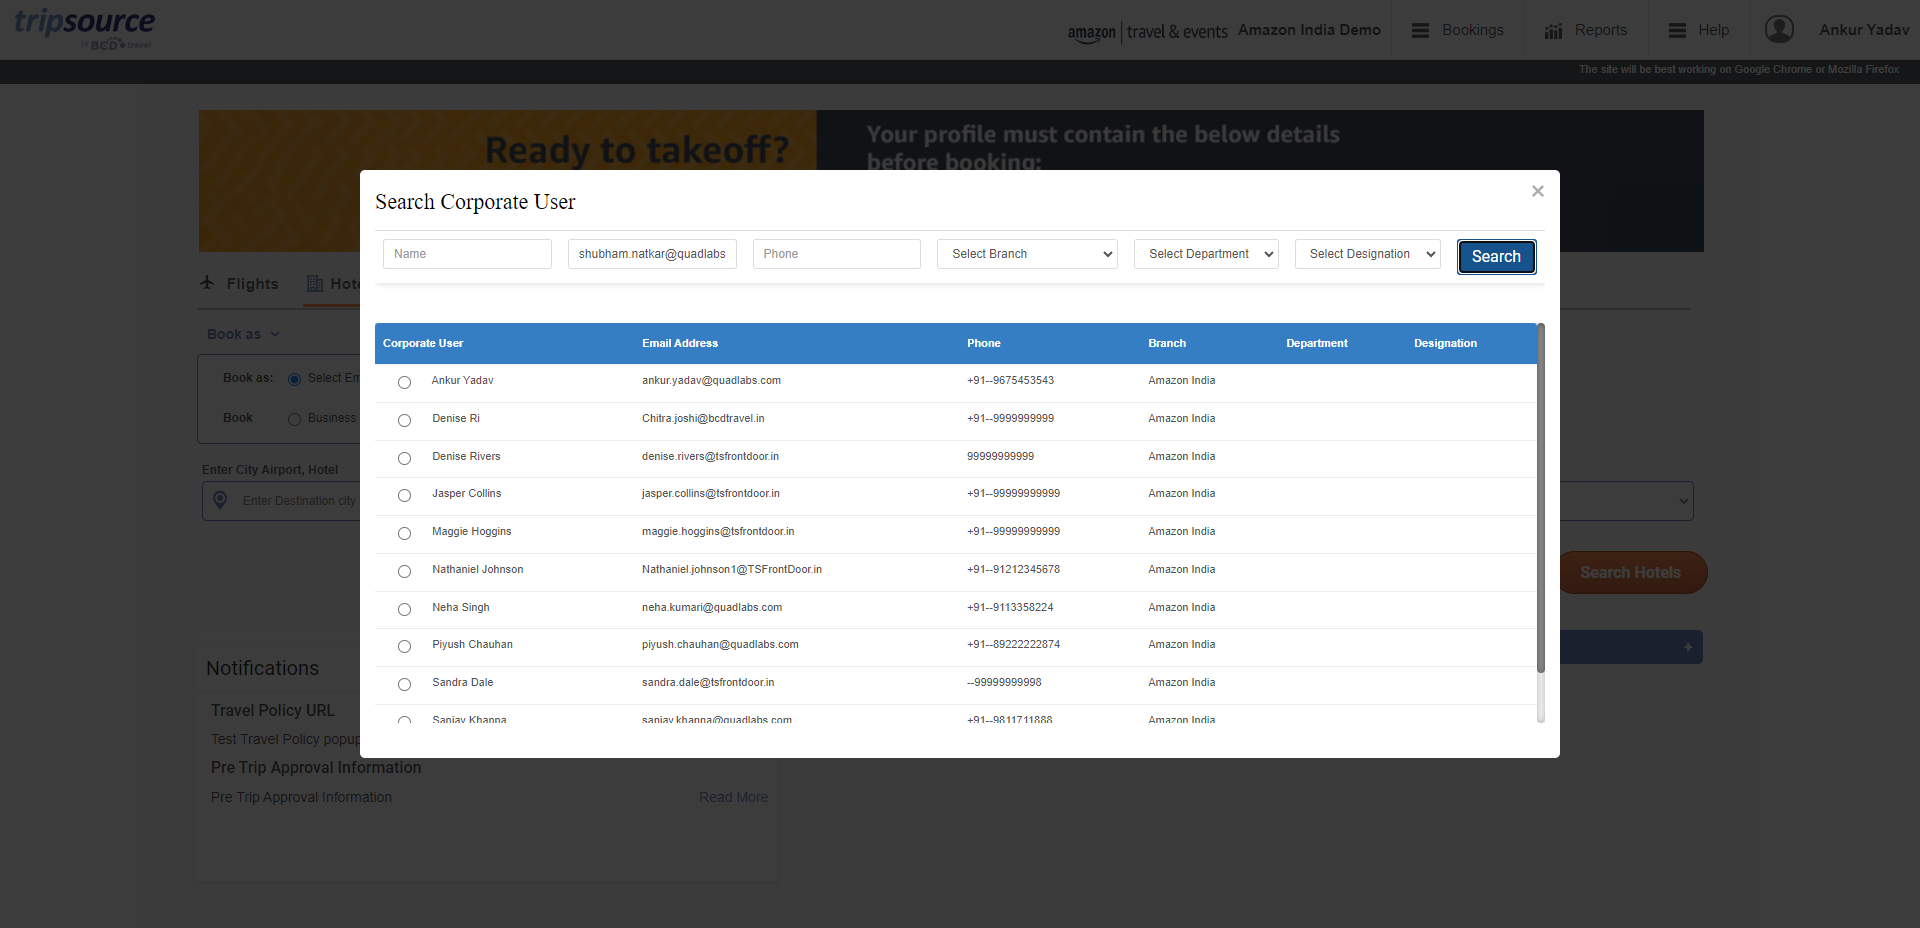 tripsource
by BCD travel
amazon travel & events Amazon India Demo Bookings Reports Help Ankur Yadav
The site will be best working on Google Chrome or Mozilla Firefox
Ready to takeoff?
Your profile must contain the below details
before booking:
Search Corporate User ×
Name shubham.natkar@quadlabs Phone Select Branch Select Department Select Designation Search
Flights Hote
Book as
Book as: Select Em
Book Business
Enter City Airport, Hotel
Enter Destination city
Corporate User Email Address Phone Branch Department Designation
Ankur Yadav ankur.yadav@quadlabs.com +91--9675453543 Amazon India
Denise Ri Chitra.joshi@bcdtravel.in +91--9999999999 Amazon India
Denise Rivers denise.rivers@tsfrontdoor.in 99999999999 Amazon India
Jasper Collins jasper.collins@tsfrontdoor.in +91--99999999999 Amazon India
Maggie Hoggins maggie.hoggins@tsfrontdoor.in +91--99999999999 Amazon India
Nathaniel Johnson Nathaniel.johnson1@TSFrontDoor.in +91--91212345678 Amazon India
Neha Singh neha.kumari@quadlabs.com +91--9113358224 Amazon India
Piyush Chauhan piyush.chauhan@quadlabs.com +91--89222222874 Amazon India
Sandra Dale sandra.dale@tsfrontdoor.in --99999999998 Amazon India
Sanjay Khanna sanjay.khanna@quadlabs.com +91--9811711888 Amazon India
Search Hotels
+
Notifications
Travel Policy URL
Test Travel Policy popup
Pre Trip Approval Information
Pre Trip Approval Information Read More